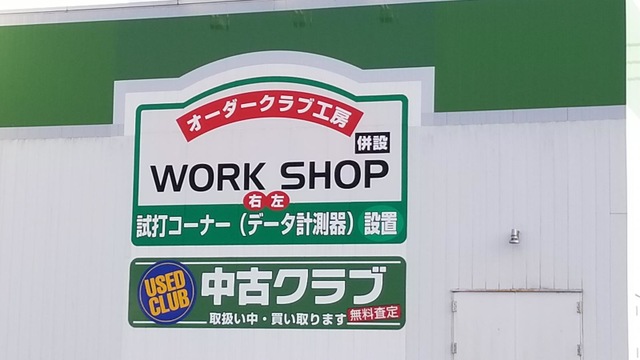 オーダークラブ工房
併設
WORK SHOP
右 左
試打コーナー(データ計測器)設置
USED
CLUB
中古クラブ
取扱い中・買い取ります 無料査定